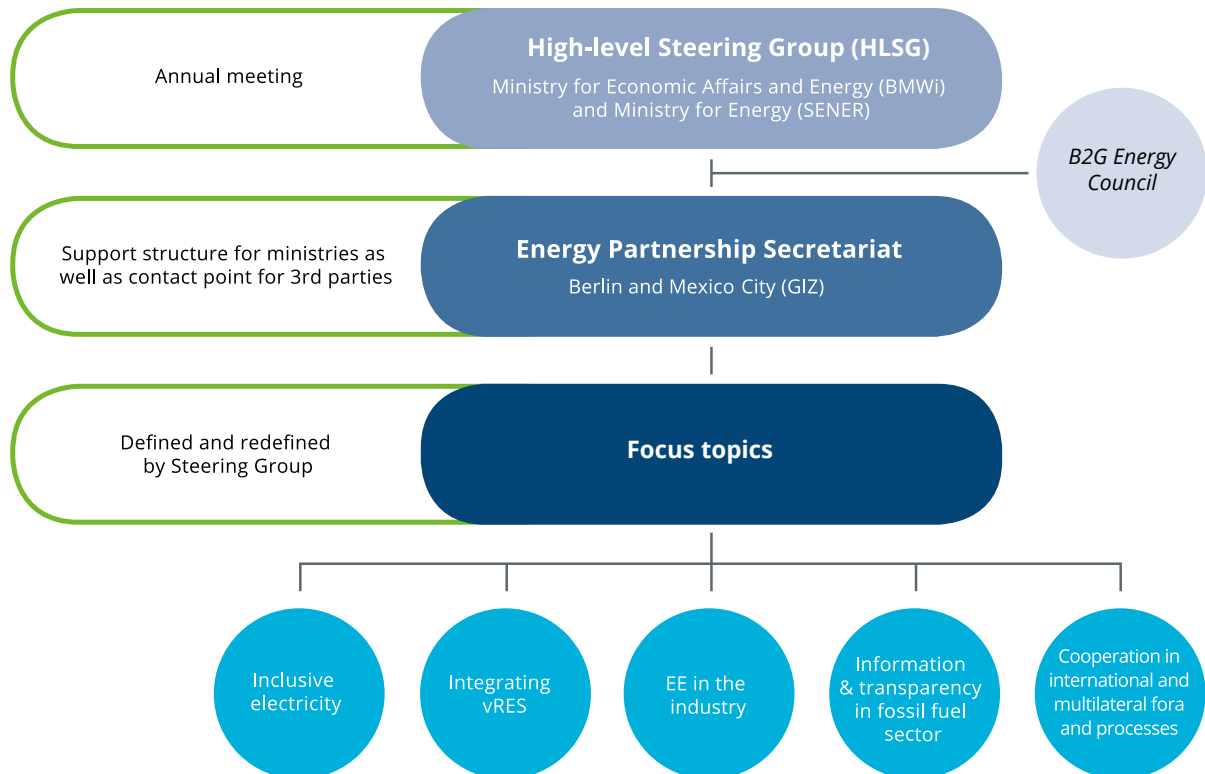 Annual meeting
High-level Steering Group (HLSG)
Ministry for Economic Affairs and Energy (BMWi)
and Ministry for Energy (SENER)
B2G Energy
Council
Support structure for ministries as
well as contact point for 3rd parties
Energy Partnership Secretariat
Berlin and Mexico City (GIZ)
Defined and redefined
by Steering Group
Focus topics
Inclusive
electricity
Integrating
vRES
EE in the
industry
Information
& transparency
in fossil fuel
sector
Cooperation in
international and
multilateral fora
and processes